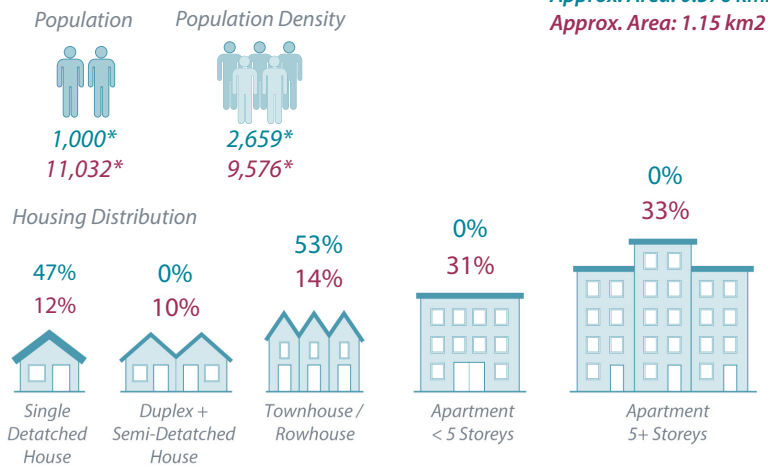 Approx. Area: 1.15 km2
Population
Population Density
1,000*
2,659*
11,032*
9,576*
Housing Distribution
47%
0%
53%
0%
0%
12%
10%
14%
31%
33%
Single
Detatched
House
Duplex +
Semi-Detatched
House
Townhouse /
Rowhouse
Apartment
< 5 Storeys
Apartment
5+ Storeys